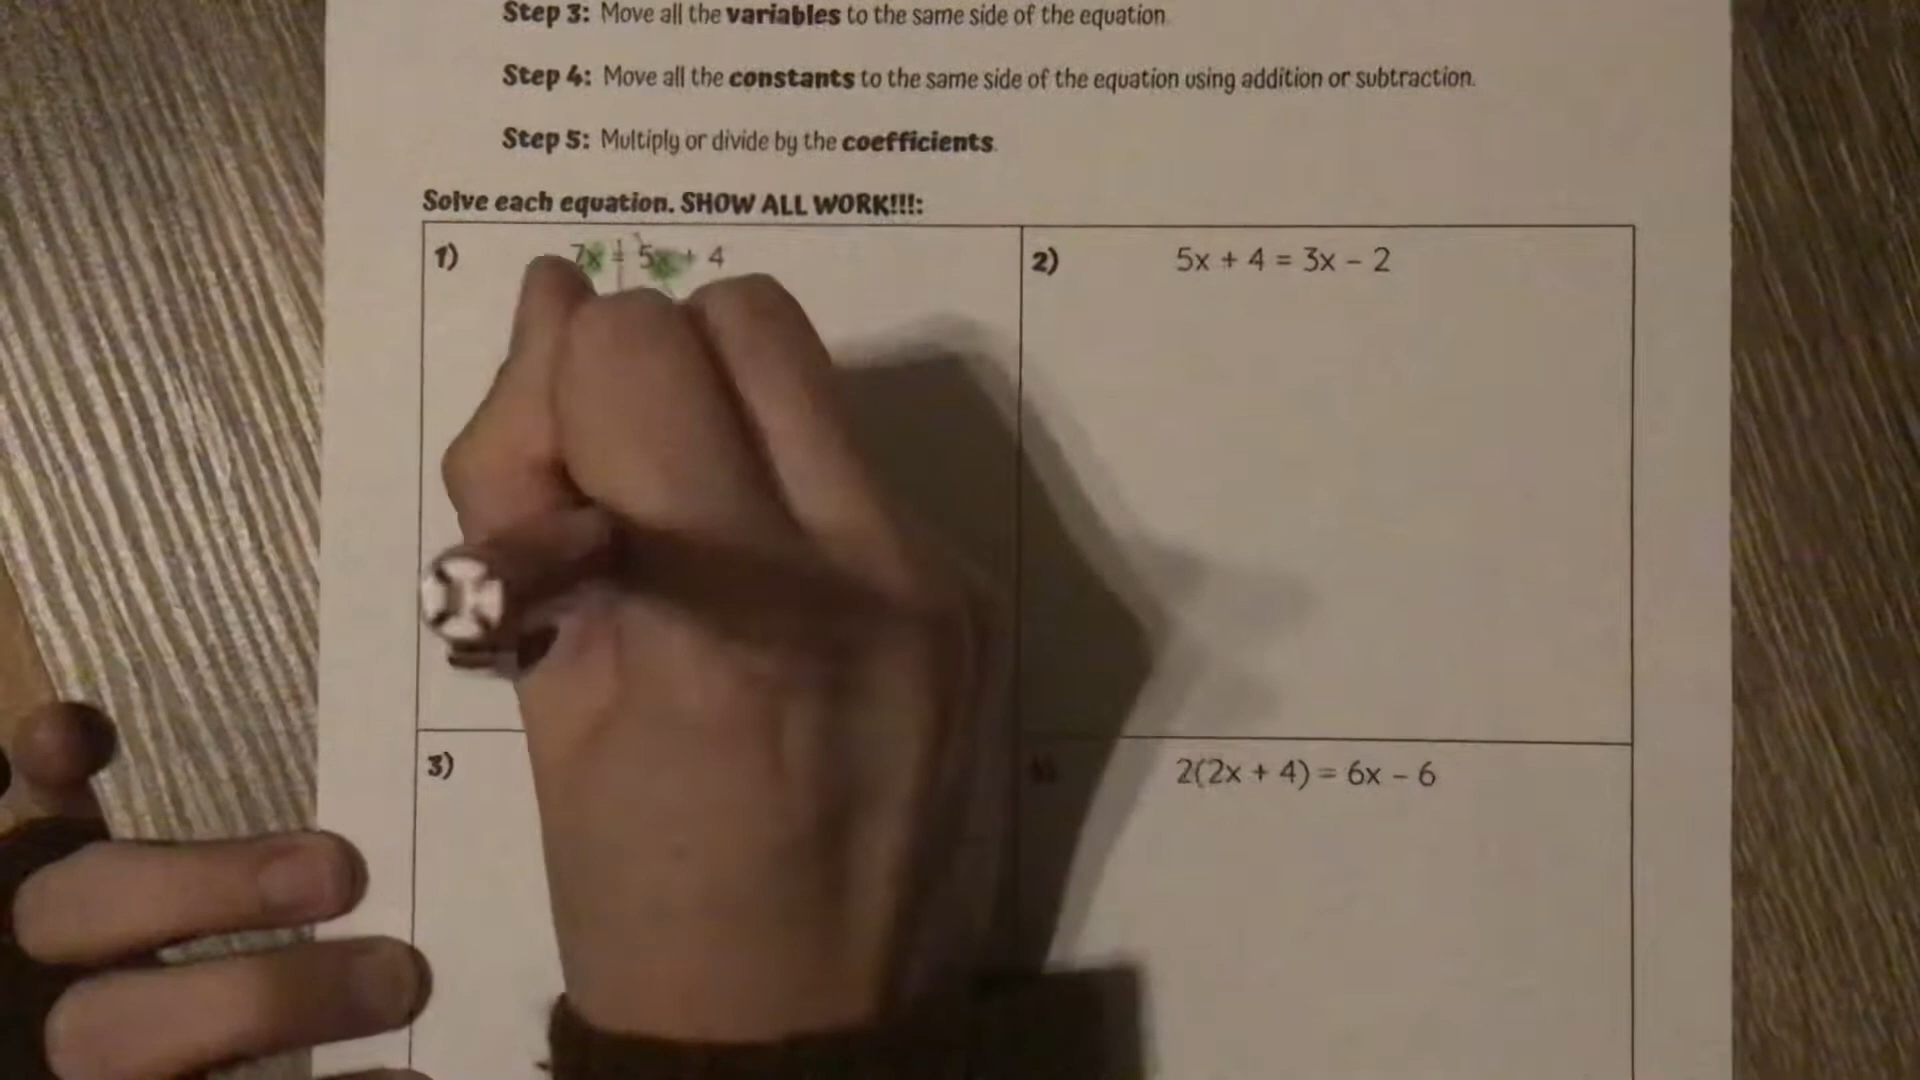 Step 3: Move all the variables to the same side of the equation
Step 4: Move all the constants to the same side of the equation using addition or subtraction.
Step 5: Multiply or divide by the coefficients.
Solve each equation. SHOW ALL WORK!!!:
1) 7x = 5x + 4
2) 5x + 4 = 3x – 2
3)
2(2x + 4) = 6x – 6